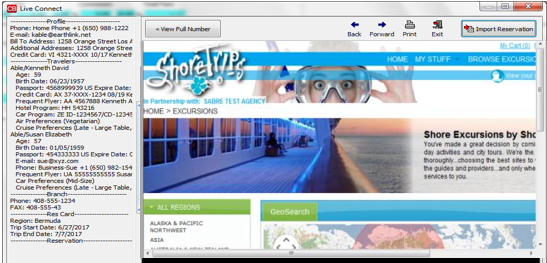 Live Connect
-----Profile-----
Phone: Home Phone +1 (650) 988-1222
E-mail: kable@earthlink.net
Bill To Address: 1258 Orange Street Los A
Additional Addresses: 1258 Orange Stree
Credit Card: VI 4321-XXXX 10/17 Kenneth
-----Travelers-----
Able/Kenneth David
Age: 59
Birth Date: 06/23/1957
Passport: 4568999939 US Expire Date:
Credit Card: AX 37-XXXX-1234 08/19 Ke
Frequent Flyer: AA 4567888 Kenneth A
Hotel Program: HH 543216
Car Program: ZE ID-1234567/CD-12345
Air Preferences (Vegetarian)
Cruise Preferences (Late - Large Table,
Able/Susan Elizabeth
Age: 57
Birth Date: 01/05/1959
Passport: 454333333 US Expire Date: C
E-mail: sue@xyz.com
Phone: Business-Sue +1 (650) 982-154
Frequent Flyer: UA 55555555555 Susar
Car Preferences (Mid-Size)
Cruise Preferences (Late - Large Table,
-----Branch-----
Phone: 408-555-1234
FAX: 408-555-43
-----Res Card-----
Region: Bermuda
Trip Start Date: 6/27/2017
Trip End Date: 7/7/2017
-----Reservation-----
« View Full Number
Back
Forward
Print
Exit
Import Reservation
My Cart (0)
HOME MY STUFF BROWSE EXCURSIO
View your
ShoreTrips
In Partnership with: SABRE TEST AGENCY
HOME > EXCURSIONS
Shore Excursions by Sho
You've made a great decision by comi
day activities and city tours. We're the
thoroughly...choosing the best sites to
the guides and providers...and only whe
services to you.
ALL REGIONS
ALASKA & PACIFIC
NORTHWEST
ASIA
AUSTRALIA & NEW ZEALAND
GeoSearch